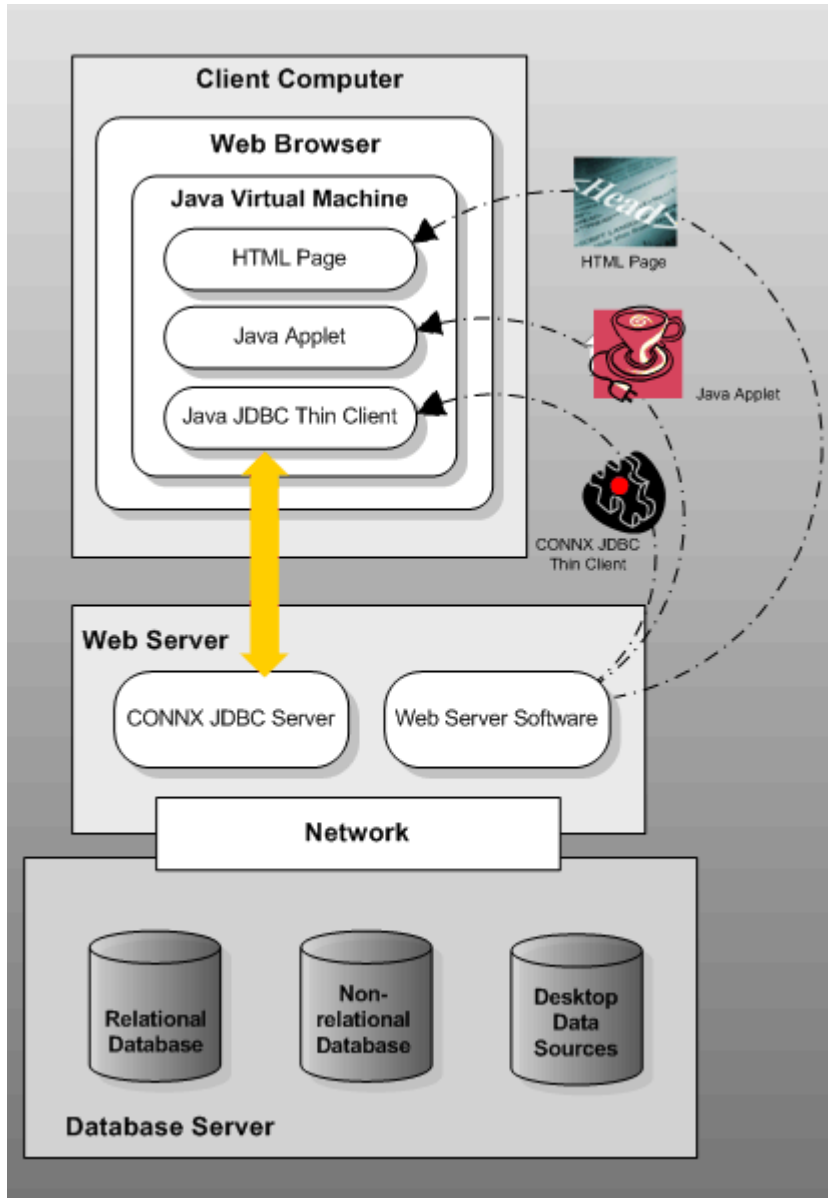 Client Computer
Web Browser
Java Virtual Machine
HTML Page
Java Applet
Java JDBC Thin Client
<Head>
HTML Page
Java Applet
CONNX JDBC
Thin Client
Web Server
CONNX JDBC Server
Web Server Software
Network
Relational
Database
Non-
relational
Database
Desktop
Data
Sources
Database Server